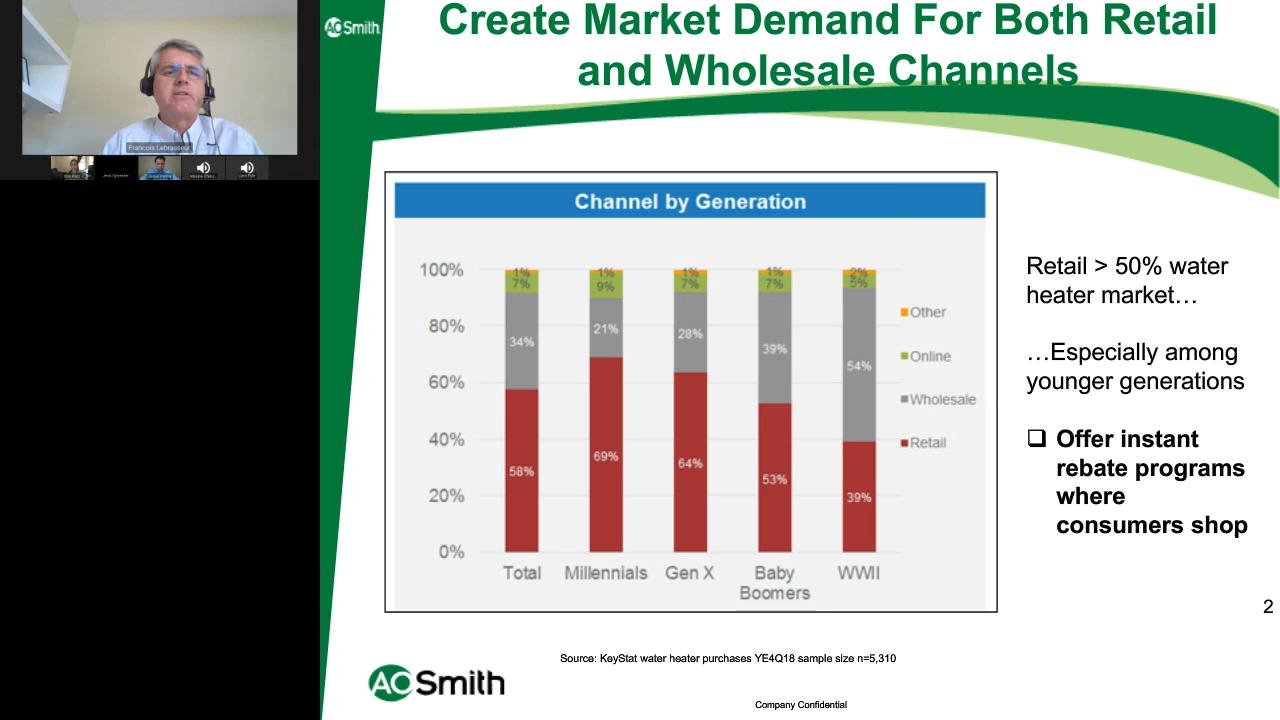 AO Smith
Create Market Demand For Both Retail
and Wholesale Channels
Francois Lebrasseur
Channel by Generation
100%
80%
60%
40%
20%
0%
1%
7%
34%
58%
1%
9%
21%
69%
1%
7%
28%
64%
1%
7%
39%
53%
2%
5%
54%
39%
Total
Millennials
Gen X
Baby
Boomers
WWII
Other
Online
Wholesale
Retail
Retail > 50% water
heater market…
…Especially among
younger generations
❑ Offer instant
rebate programs
where
consumers shop
2
Source: KeyStat water heater purchases YE4Q18 sample size n=5,310
AO Smith
Company Confidential